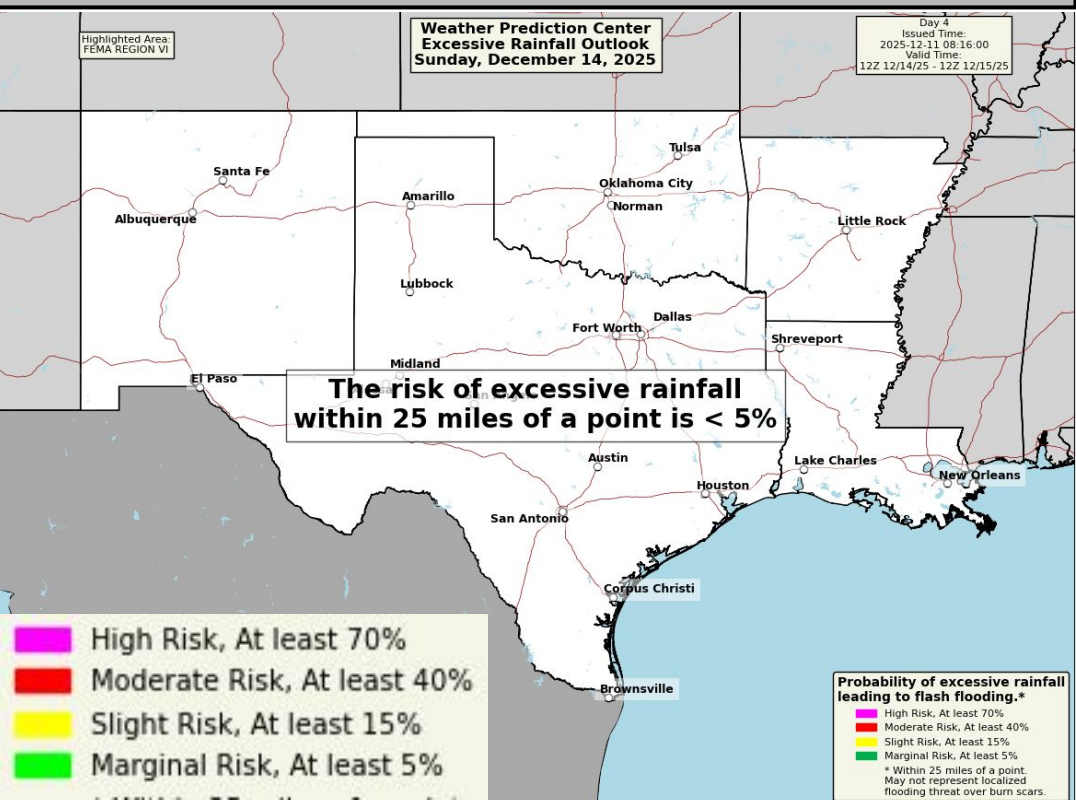 Highlighted Area:
FEMA REGION VI
Weather Prediction Center
Excessive Rainfall Outlook
Sunday, December 14, 2025
Day 4
Issued Time:
2025-12-11 08:16:00
Valid Time:
12Z 12/14/25 - 12Z 12/15/25
Tulsa
Santa Fe
Oklahoma City
Amarillo
Norman
Albuquerque
Little Rock
Lubbock
Dallas
Fort Worth
Shreveport
Midland
El Paso
The risk of excessive rainfall
within 25 miles of a point is < 5%
Austin
Lake Charles
New Orleans
Houston
San Antonio
Corpus Christi
Brownsville
High Risk, At least 70%
Moderate Risk, At least 40%
Slight Risk, At least 15%
Marginal Risk, At least 5%
Probability of excessive rainfall
leading to flash flooding.*
High Risk, At least 70%
Moderate Risk, At least 40%
Slight Risk, At least 15%
Marginal Risk, At least 5%
* Within 25 miles of a point.
May not represent localized
flooding threat over burn scars.